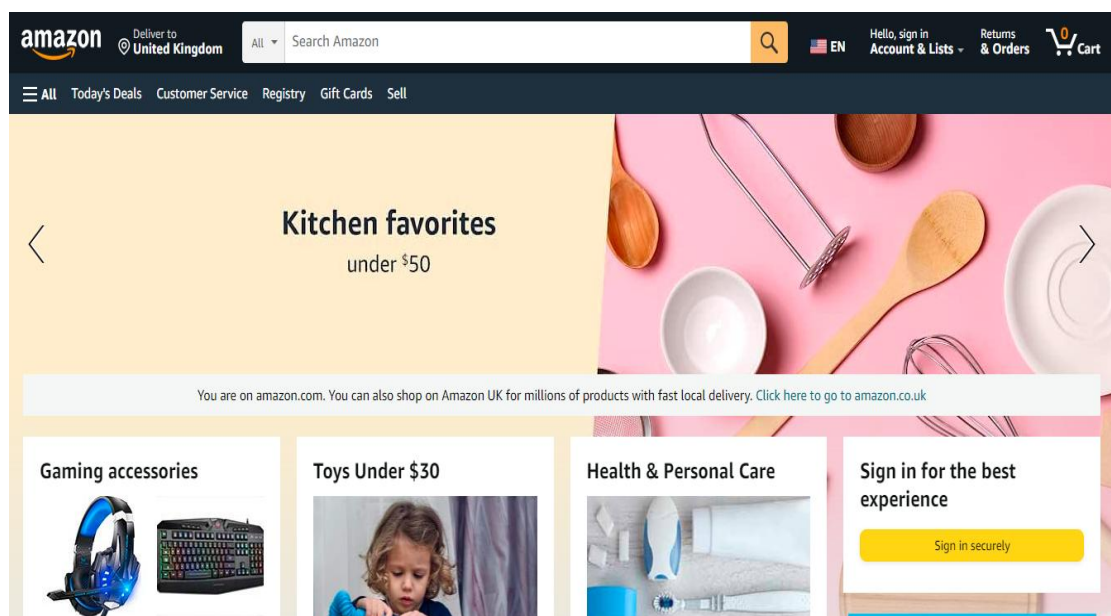 amazon
Deliver to
United Kingdom
All
Search Amazon
EN
Hello, sign in
Account & Lists
Returns
& Orders
0
Cart
All Today's Deals Customer Service Registry Gift Cards Sell
Kitchen favorites
under $50
You are on amazon.com. You can also shop on Amazon UK for millions of products with fast local delivery. Click here to go to amazon.co.uk
Gaming accessories
Toys Under $30
Health & Personal Care
Sign in for the best
experience
Sign in securely